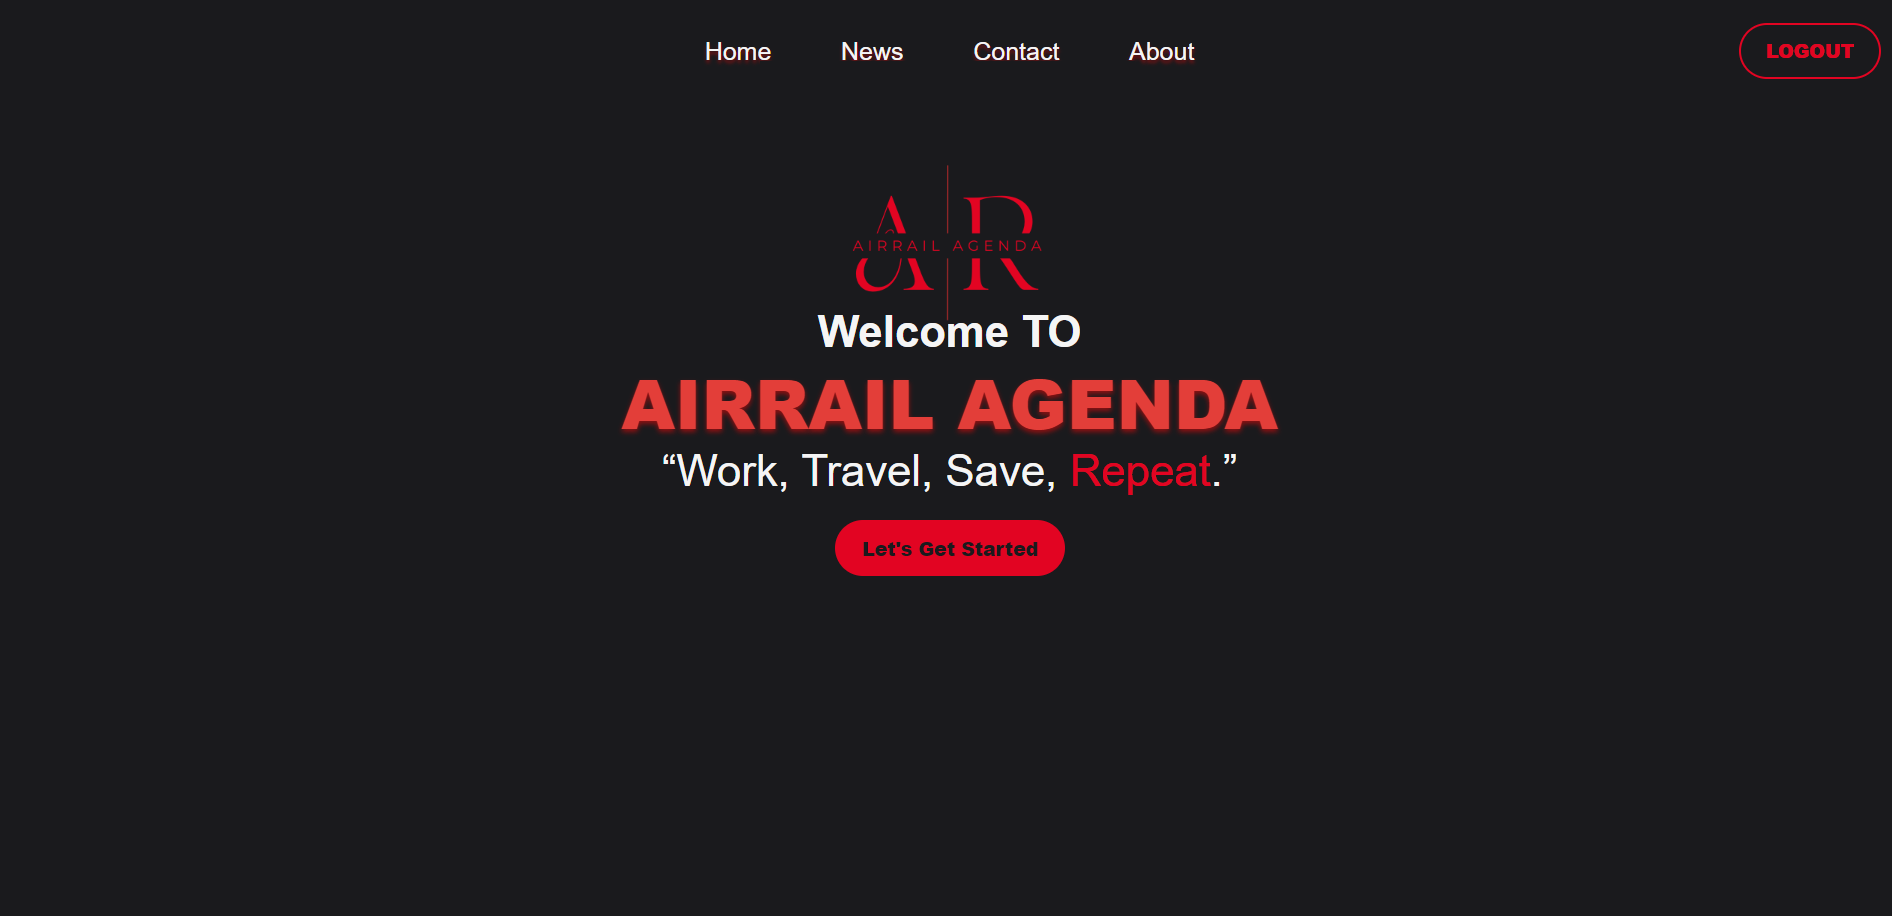 Home News Contact About LOGOUT
AR
AIRRAIL AGENDA
Welcome TO
AIRRAIL AGENDA
“Work, Travel, Save, Repeat.”
Let's Get Started